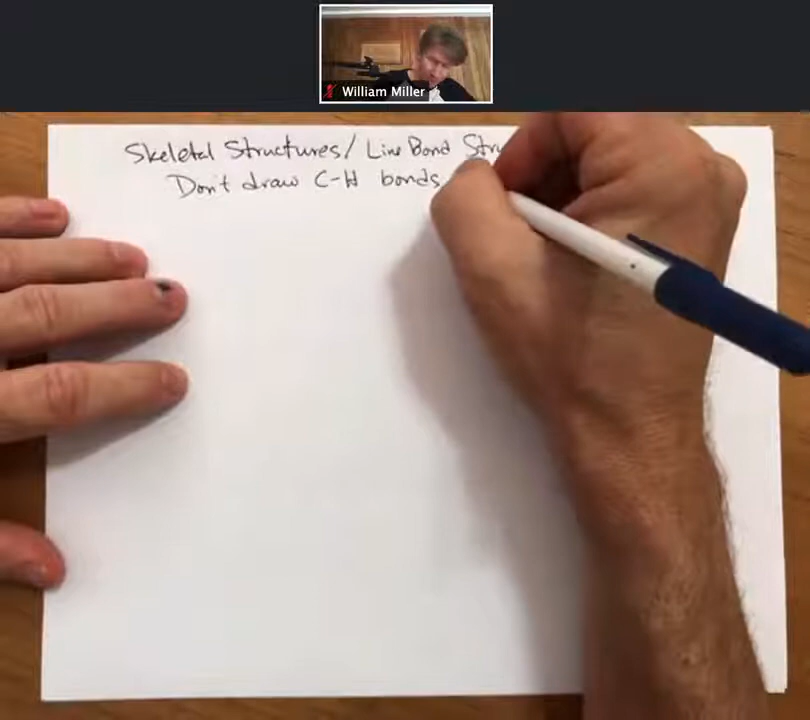 William Miller
Skeletal Structures/ Line Bond
Don't draw C-H bonds